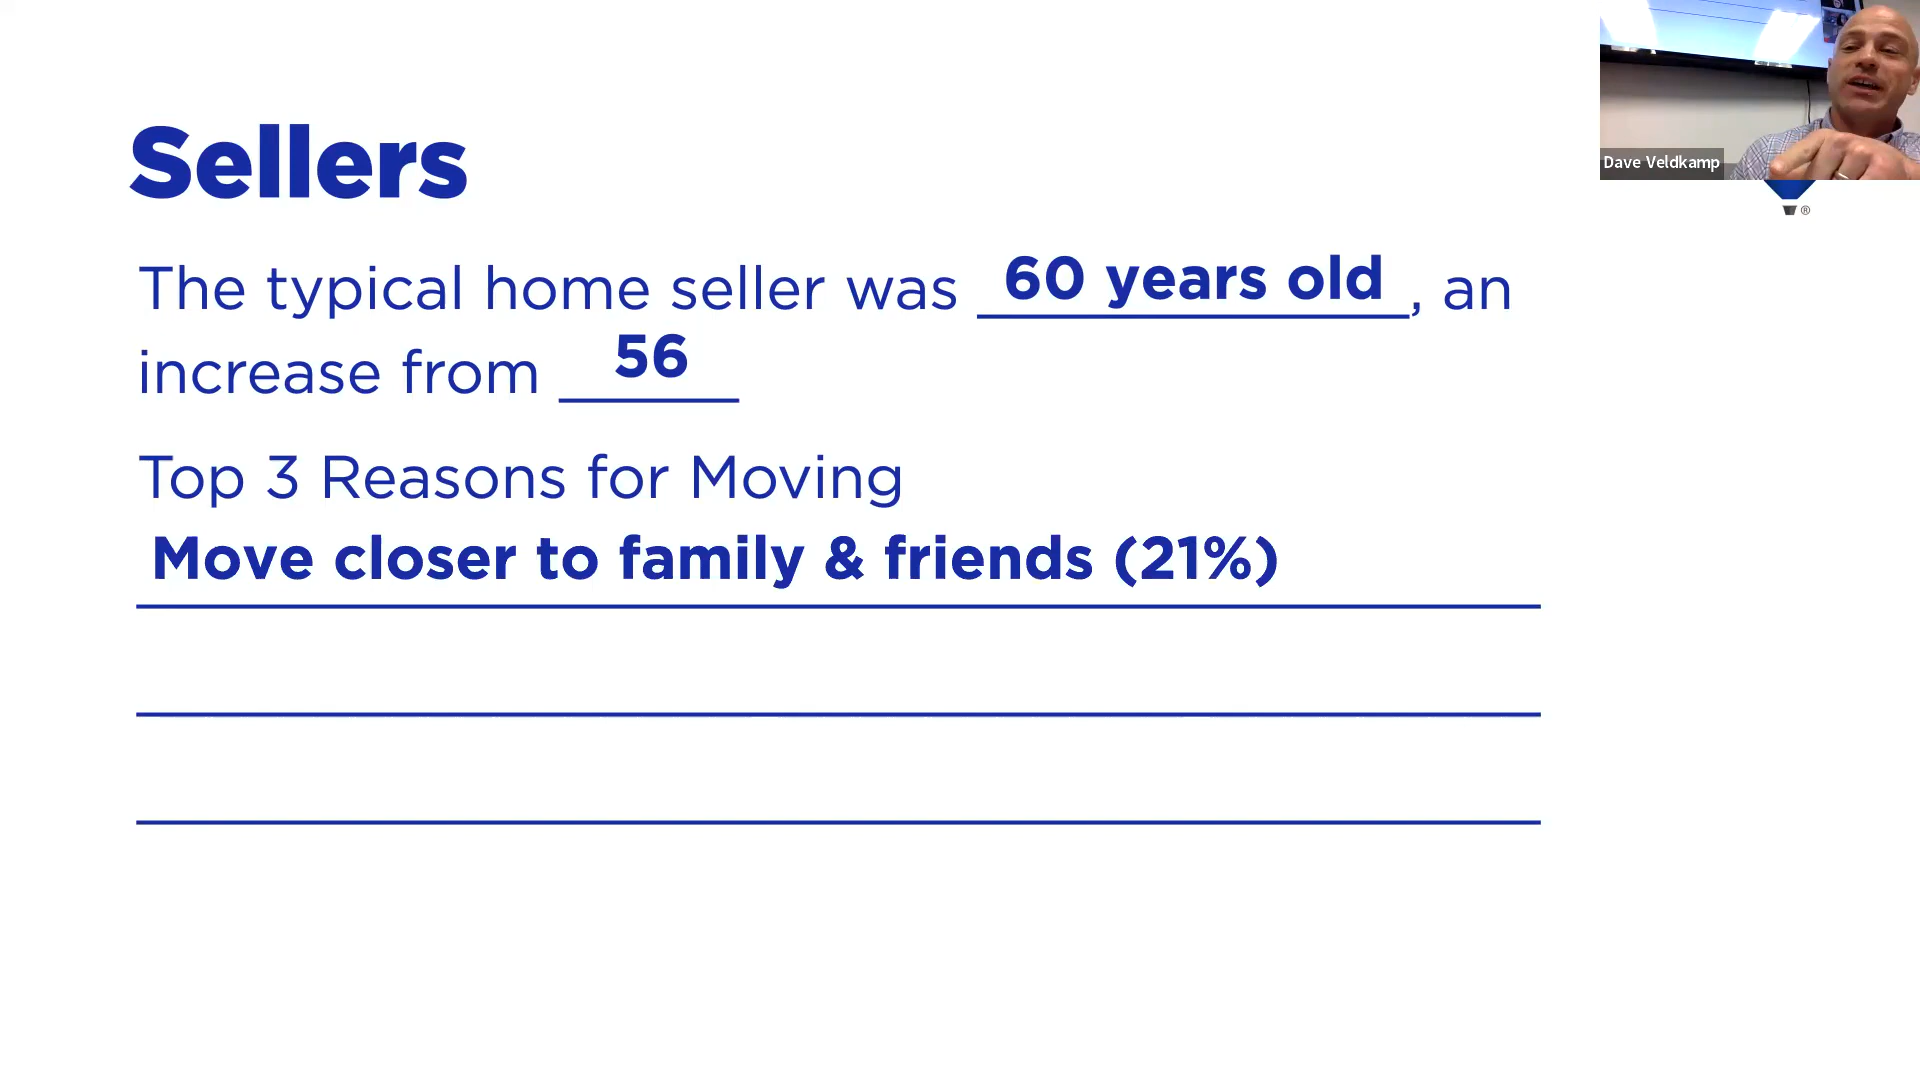 Dave Veldkamp
®
Sellers
The typical home seller was 60 years old, an
increase from 56
Top 3 Reasons for Moving
Move closer to family & friends (21%)